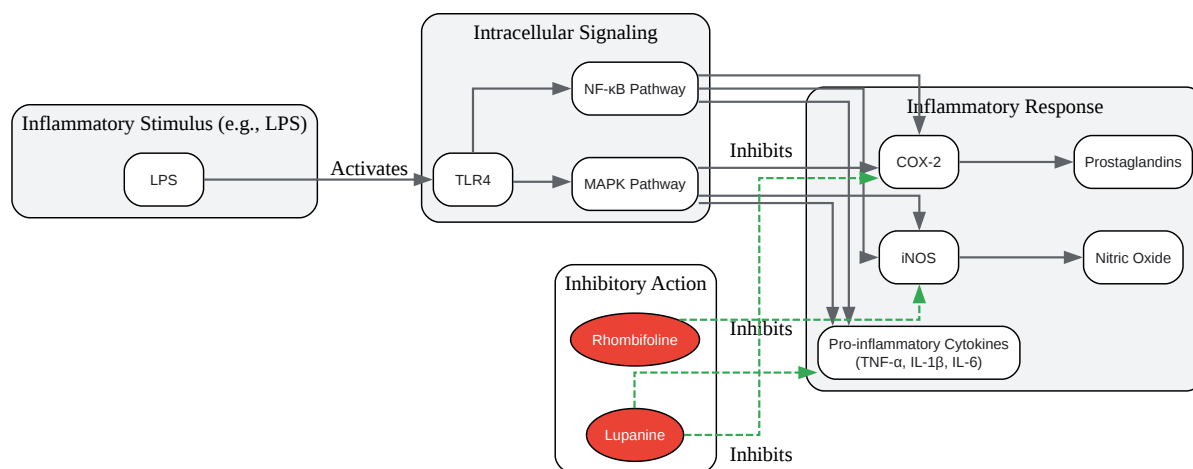 Intracellular Signaling
NF-κB Pathway
Inflammatory Response
Inflammatory Stimulus (e.g., LPS)
Inhibits
COX-2
Prostaglandins
LPS
Activates
TLR4
MAPK Pathway
iNOS
Nitric Oxide
Inhibitory Action
Rhombifoline
Inhibits
Pro-inflammatory Cytokines
(TNF-α, IL-1β, IL-6)
Lupanine
Inhibits